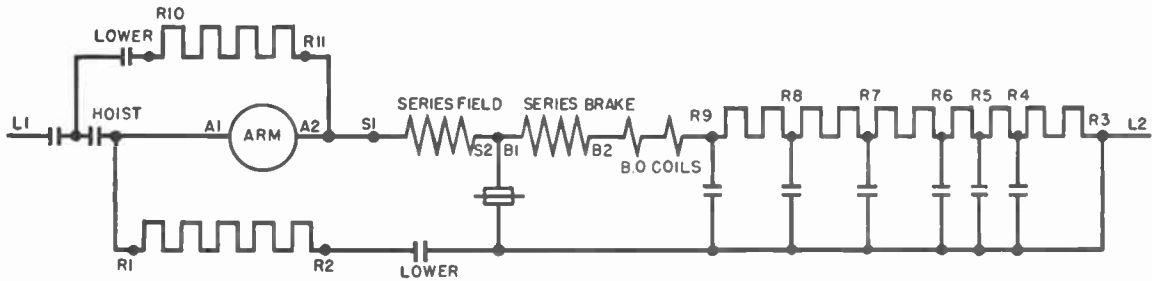 R10
LOWER
R11
L1
HOIST
A1
ARM
A2
S1
SERIES FIELD
S2
B1
SERIES BRAKE
B2
B.O COILS
R9
R8
R7
R6
R5
R4
R3
L2
R1
R2
LOWER